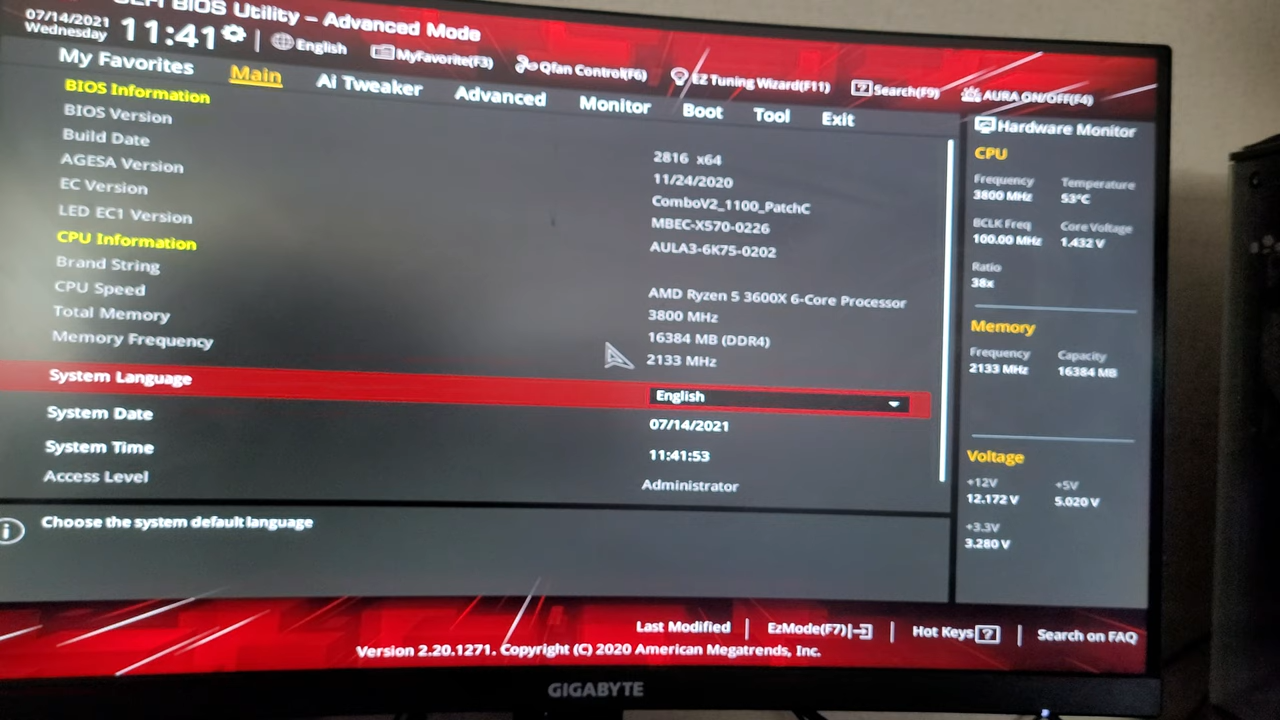 BIOS Utility – Advanced Mode
07/14/2021
Wednesday
11:41
English
MyFavorite(F3)
Qfan Control(F6)
EZ Tuning Wizard(F11)
Search(F9)
AURA ON/OFF(F4)
My Favorites
Main
Ai Tweaker
Advanced
Monitor
Boot
Tool
Exit
BIOS Information
BIOS Version 2816 x64
Build Date 11/24/2020
AGESA Version ComboV2_1100_PatchC
EC Version MBEC-X570-0226
LED EC1 Version AULA3-6K75-0202
CPU Information
Brand String AMD Ryzen 5 3600X 6-Core Processor
CPU Speed 3800 MHz
Total Memory 16384 MB (DDR4)
Memory Frequency 2133 MHz
System Language English
System Date 07/14/2021
System Time 11:41:53
Access Level Administrator
Choose the system default language
Hardware Monitor
CPU
Frequency Temperature
3800 MHz 53°C
BCLK Freq Core Voltage
100.00 MHz 1.432 V
Ratio
38x
Memory
Frequency Capacity
2133 MHz 16384 MB
Voltage
+12V +5V
12.172 V 5.020 V
+3.3V
3.280 V
Last Modified
EzMode(F7)
Hot Keys ?
Search on FAQ
Version 2.20.1271. Copyright (C) 2020 American Megatrends, Inc.
GIGABYTE